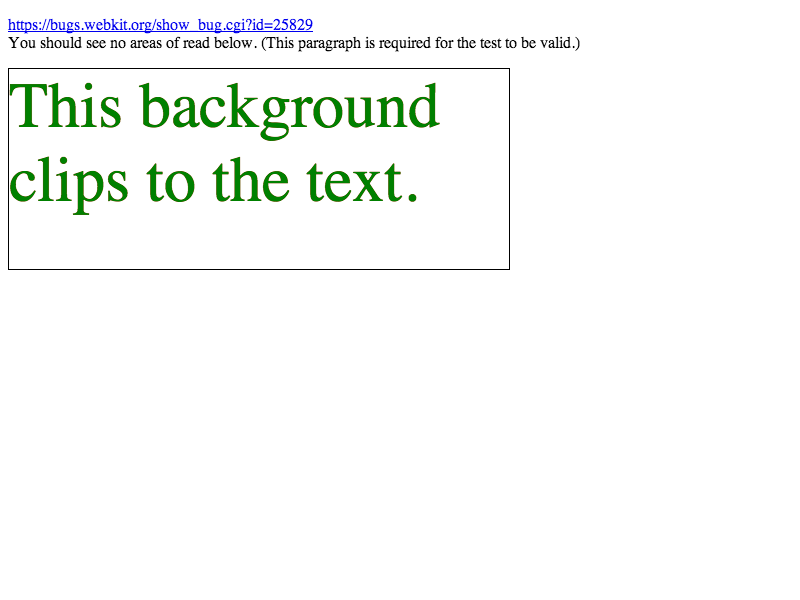 https://bugs.webkit.org/show_bug.cgi?id=25829
You should see no areas of read below. (This paragraph is required for the test to be valid.)
This background
clips to the text.